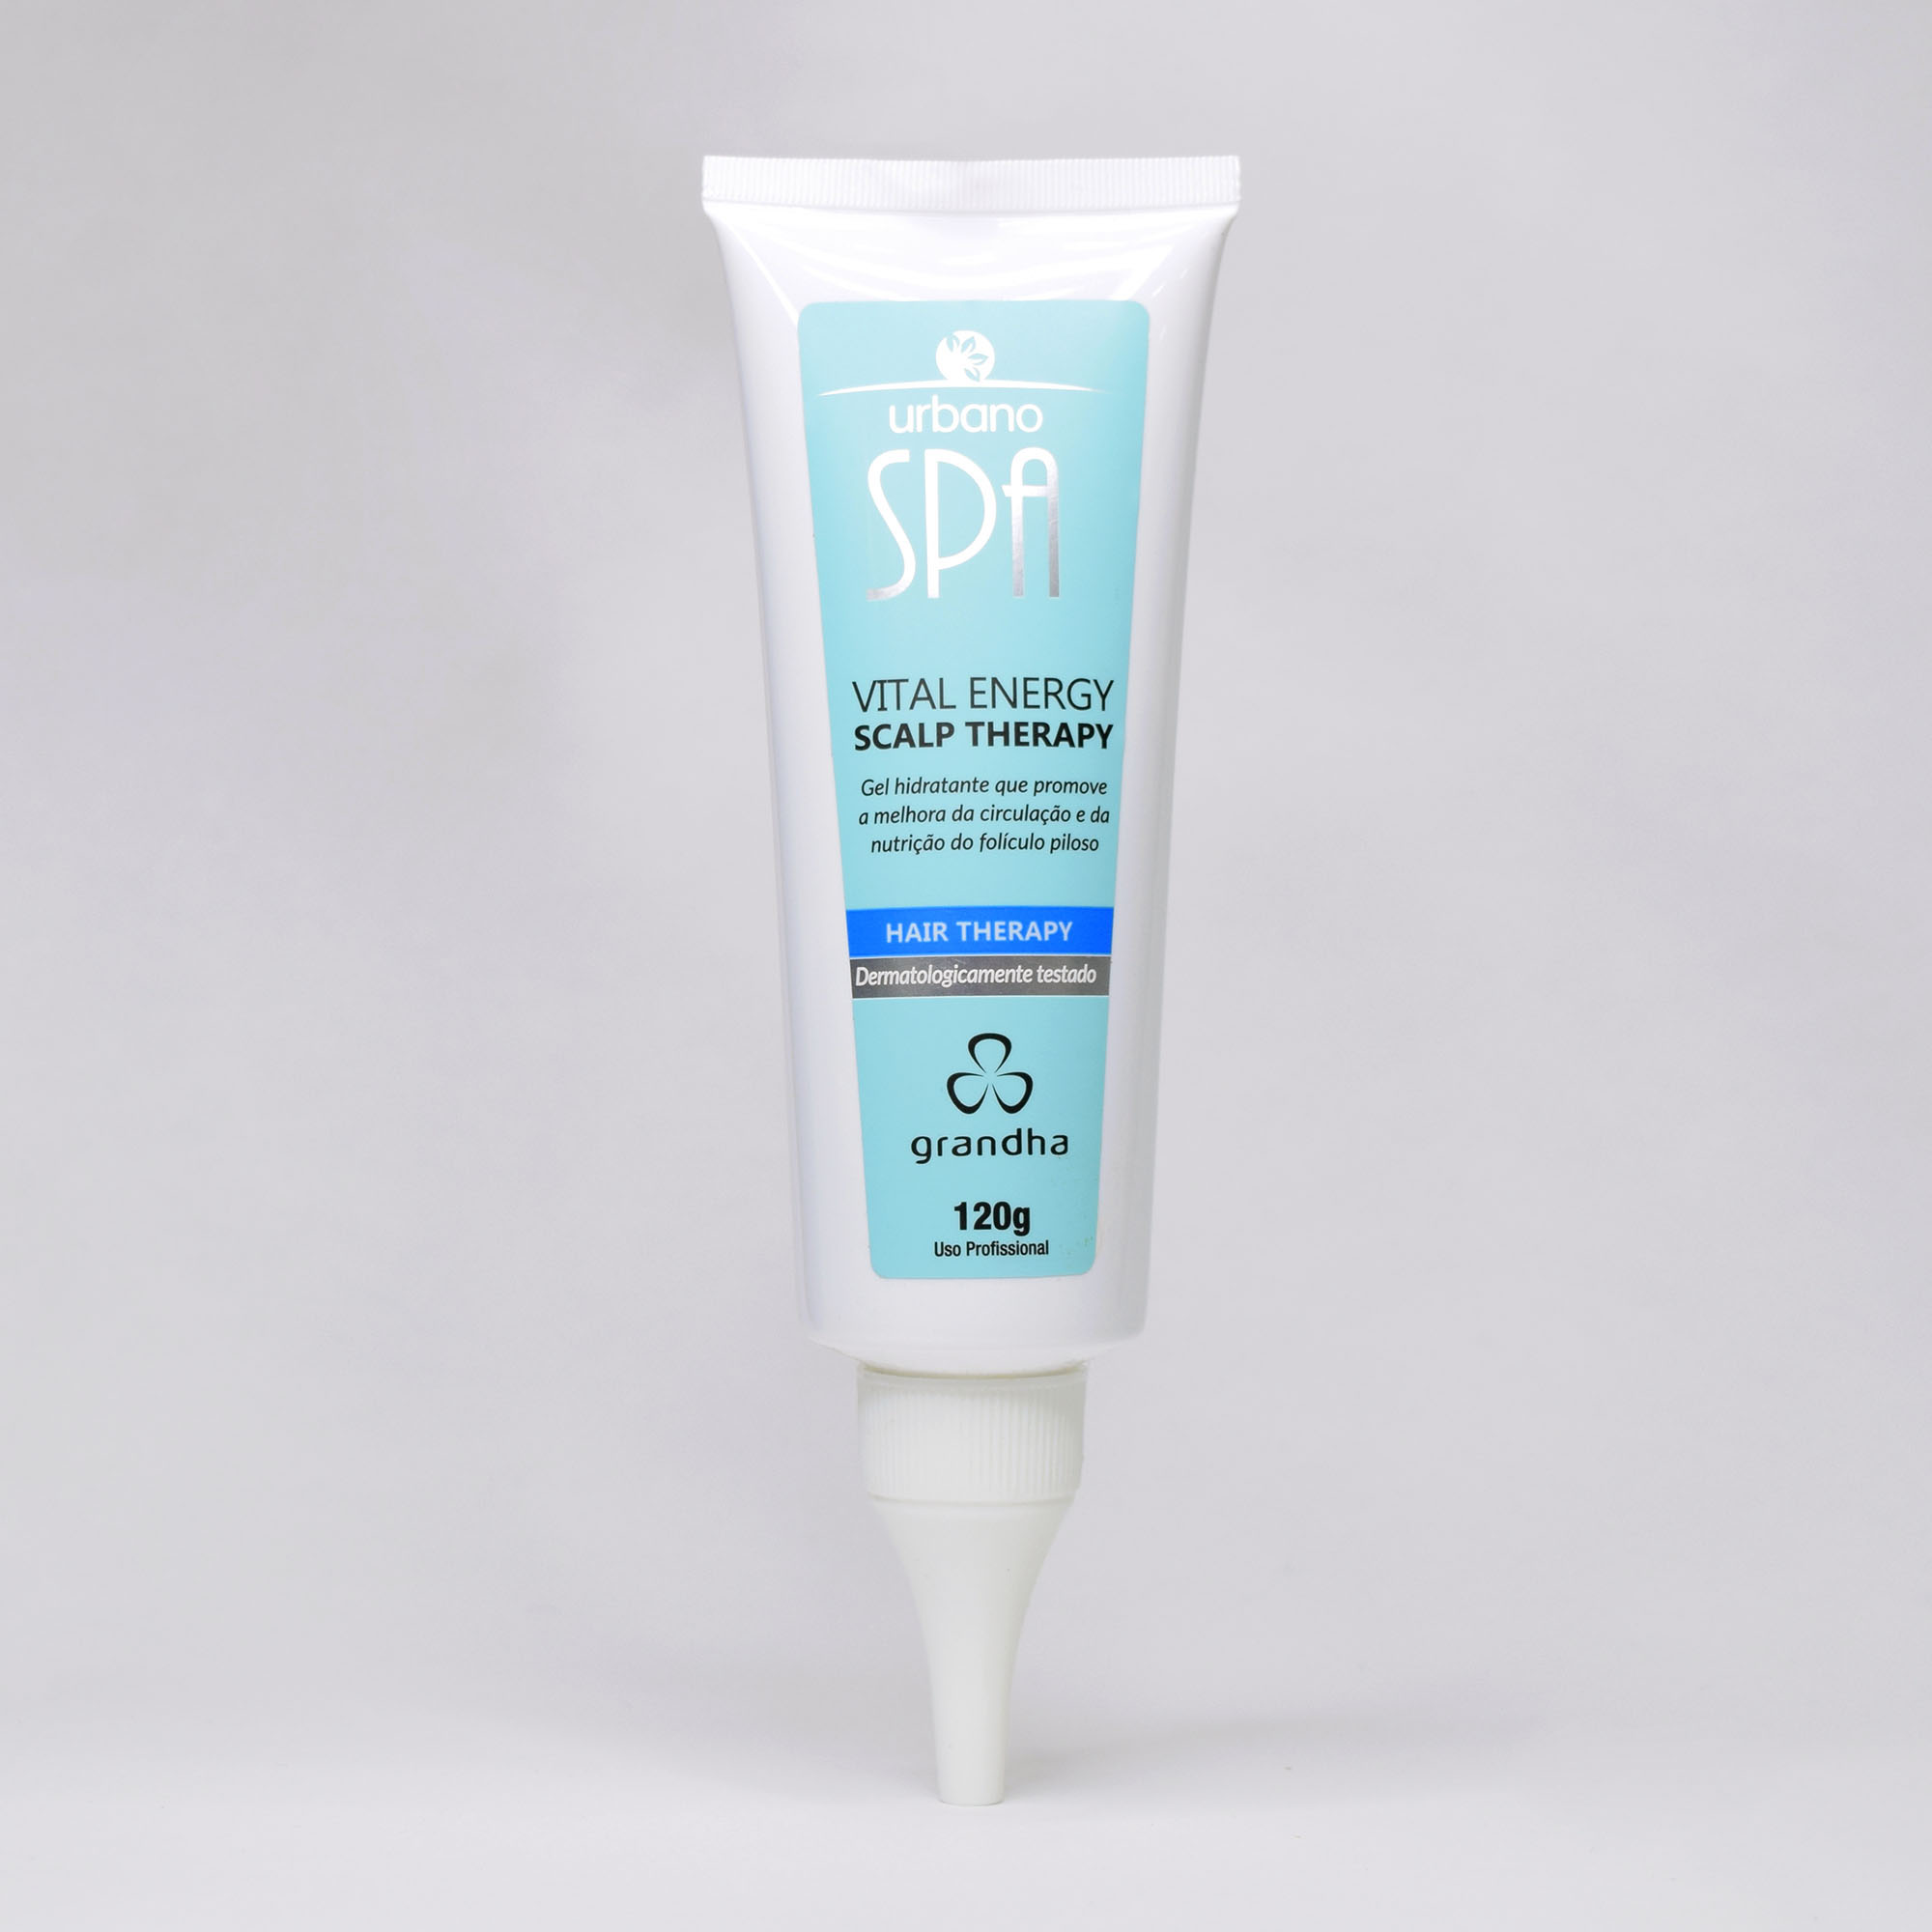 urbano
SPA
VITAL ENERGY
SCALP THERAPY
Gel hidratante que promove
a melhora da circulação e da
nutrição do folículo piloso
HAIR THERAPY
Dermatologicamente testado
grandha
120g
Uso Profissional